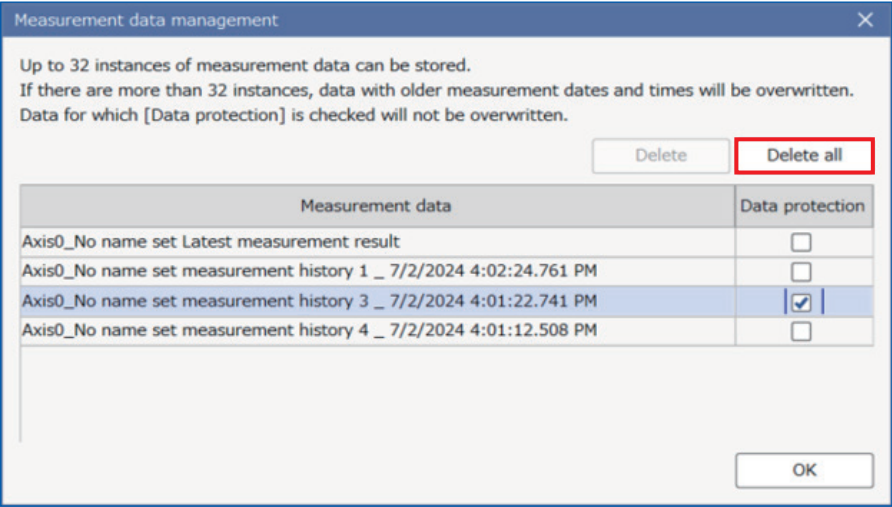 Measurement data management
Up to 32 instances of measurement data can be stored.
If there are more than 32 instances, data with older measurement dates and times will be overwritten.
Data for which [Data protection] is checked will not be overwritten.
Delete Delete all
Measurement data Data protection
Axis0_No name set Latest measurement result
Axis0_No name set measurement history 1 _ 7/2/2024 4:02:24.761 PM
Axis0_No name set measurement history 3 _ 7/2/2024 4:01:22.741 PM
Axis0_No name set measurement history 4 _ 7/2/2024 4:01:12.508 PM
OK